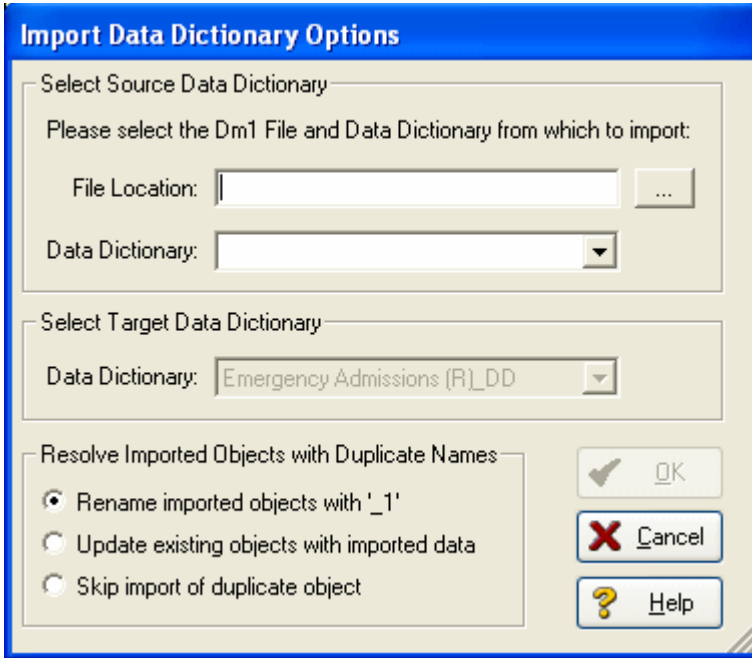 Import Data Dictionary Options
Select Source Data Dictionary
Please select the Dm1 File and Data Dictionary from which to import:
File Location:
...
Data Dictionary:
Select Target Data Dictionary
Data Dictionary: Emergency Admissions (R)_DD
Resolve Imported Objects with Duplicate Names
Rename imported objects with '_1'
Update existing objects with imported data
Skip import of duplicate object
OK
Cancel
Help